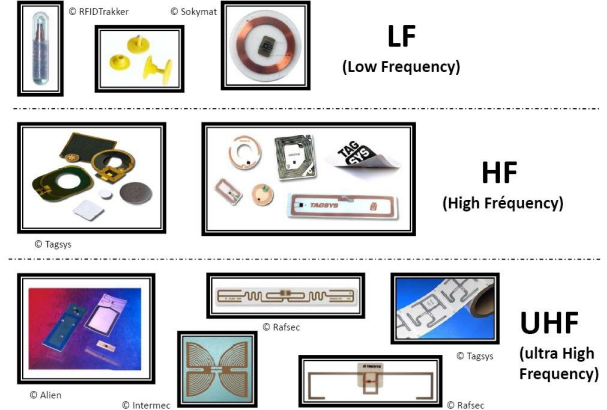 © RFIDTrakker
© Sokymat
LF
(Low Frequency)
TAG
SYS
TAGSYS
HF
(High Fréquency)
© Tagsys
UHF
(ultra High
Frequency)
© Rafsec
© Tagsys
© Alien
© Intermec
© Rafsec